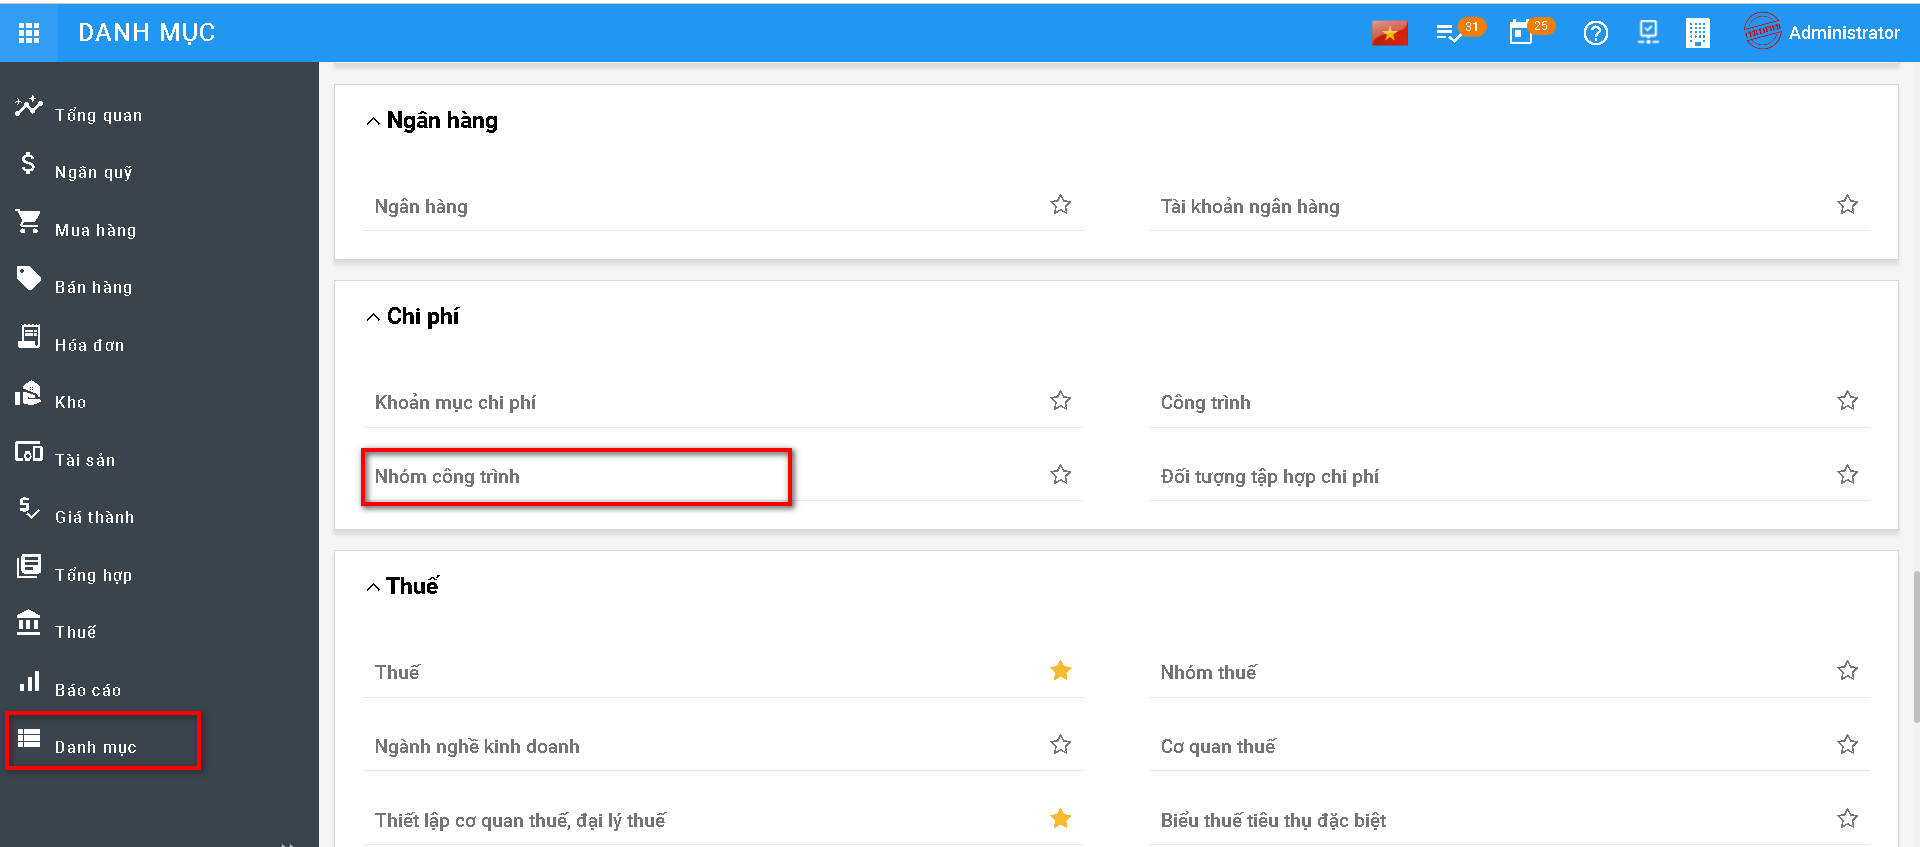 DANH MỤC
31
25
CERTIFIED
Administrator
Tổng quan
Ngân quỹ
Mua hàng
Bán hàng
Hóa đơn
Kho
Tài sản
Giá thành
Tổng hợp
Thuế
Báo cáo
Danh mục
Ngân hàng
Ngân hàng
Tài khoản ngân hàng
Chi phí
Khoản mục chi phí
Công trình
Nhóm công trình
Đối tượng tập hợp chi phí
Thuế
Thuế
Nhóm thuế
Ngành nghề kinh doanh
Cơ quan thuế
Thiết lập cơ quan thuế, đại lý thuế
Biểu thuế tiêu thụ đặc biệt